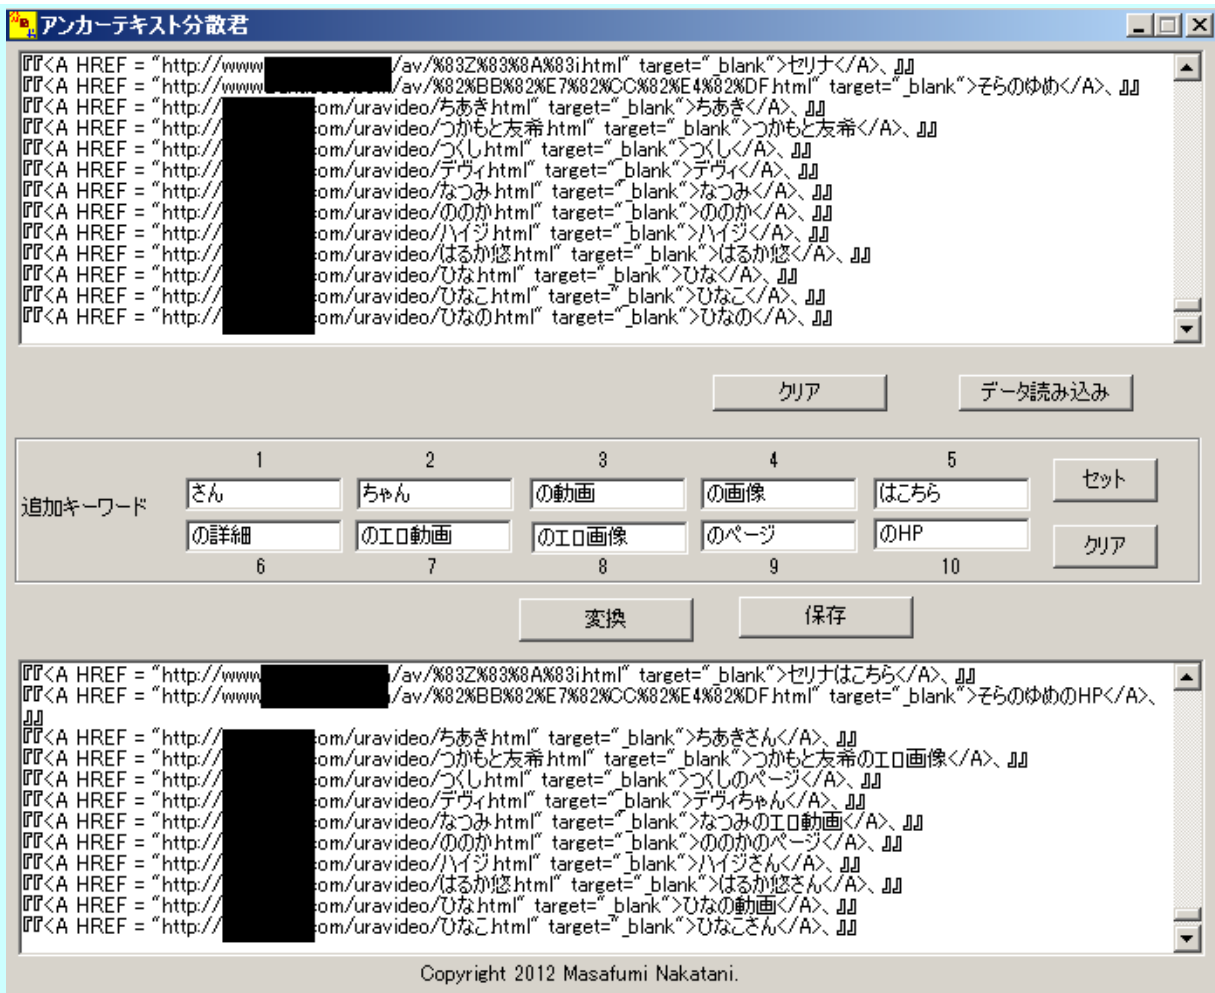 アンカーテキスト分散君
『『<A HREF = "http://www /av/%83Z%83%8A%83i.html" target="_blank">セリナ</A>、』』
『『<A HREF = "http://www /av/%82%BB%82%E7%82%CC%82%E4%82%DF.html" target="_blank">そらのゆめ</A>、』』
『『<A HREF = "http:// com/uravideo/ちあき.html" target="_blank">ちあき</A>、』』
『『<A HREF = "http:// com/uravideo/つかもと友希.html" target="_blank">つかもと友希</A>、』』
『『<A HREF = "http:// com/uravideo/つくし.html" target="_blank">つくし</A>、』』
『『<A HREF = "http:// com/uravideo/デヴィ.html" target="_blank">デヴィ</A>、』』
『『<A HREF = "http:// com/uravideo/なつみ.html" target="_blank">なつみ</A>、』』
『『<A HREF = "http:// com/uravideo/ののか.html" target="_blank">ののか</A>、』』
『『<A HREF = "http:// com/uravideo/ハイジ.html" target="_blank">ハイジ</A>、』』
『『<A HREF = "http:// com/uravideo/はるか悠.html" target="_blank">はるか悠</A>、』』
『『<A HREF = "http:// com/uravideo/ひな.html" target="_blank">ひな</A>、』』
『『<A HREF = "http:// com/uravideo/ひなこ.html" target="_blank">ひなこ</A>、』』
『『<A HREF = "http:// com/uravideo/ひなの.html" target="_blank">ひなの</A>、』』
クリア データ読み込み
1 2 3 4 5
さん ちゃん の動画 の画像 はこちら セット
追加キーワード
の詳細 のエロ動画 のエロ画像 のページ のHP クリア
6 7 8 9 10
変換 保存
『『<A HREF = "http://www /av/%83Z%83%8A%83i.html" target="_blank">セリナはこちら</A>、』』
『『<A HREF = "http://www /av/%82%BB%82%E7%82%CC%82%E4%82%DF.html" target="_blank">そらのゆめのHP</A>、
』』
『『<A HREF = "http:// com/uravideo/ちあき.html" target="_blank">ちあきさん</A>、』』
『『<A HREF = "http:// com/uravideo/つかもと友希.html" target="_blank">つかもと友希のエロ画像</A>、』』
『『<A HREF = "http:// com/uravideo/つくし.html" target="_blank">つくしのページ</A>、』』
『『<A HREF = "http:// com/uravideo/デヴィ.html" target="_blank">デヴィちゃん</A>、』』
『『<A HREF = "http:// com/uravideo/なつみ.html" target="_blank">なつみのエロ動画</A>、』』
『『<A HREF = "http:// com/uravideo/ののか.html" target="_blank">ののかのページ</A>、』』
『『<A HREF = "http:// com/uravideo/ハイジ.html" target="_blank">ハイジさん</A>、』』
『『<A HREF = "http:// com/uravideo/はるか悠.html" target="_blank">はるか悠さん</A>、』』
『『<A HREF = "http:// com/uravideo/ひな.html" target="_blank">ひなの動画</A>、』』
『『<A HREF = "http:// com/uravideo/ひなこ.html" target="_blank">ひなこさん</A>、』』
Copyright 2012 Masafumi Nakatani.